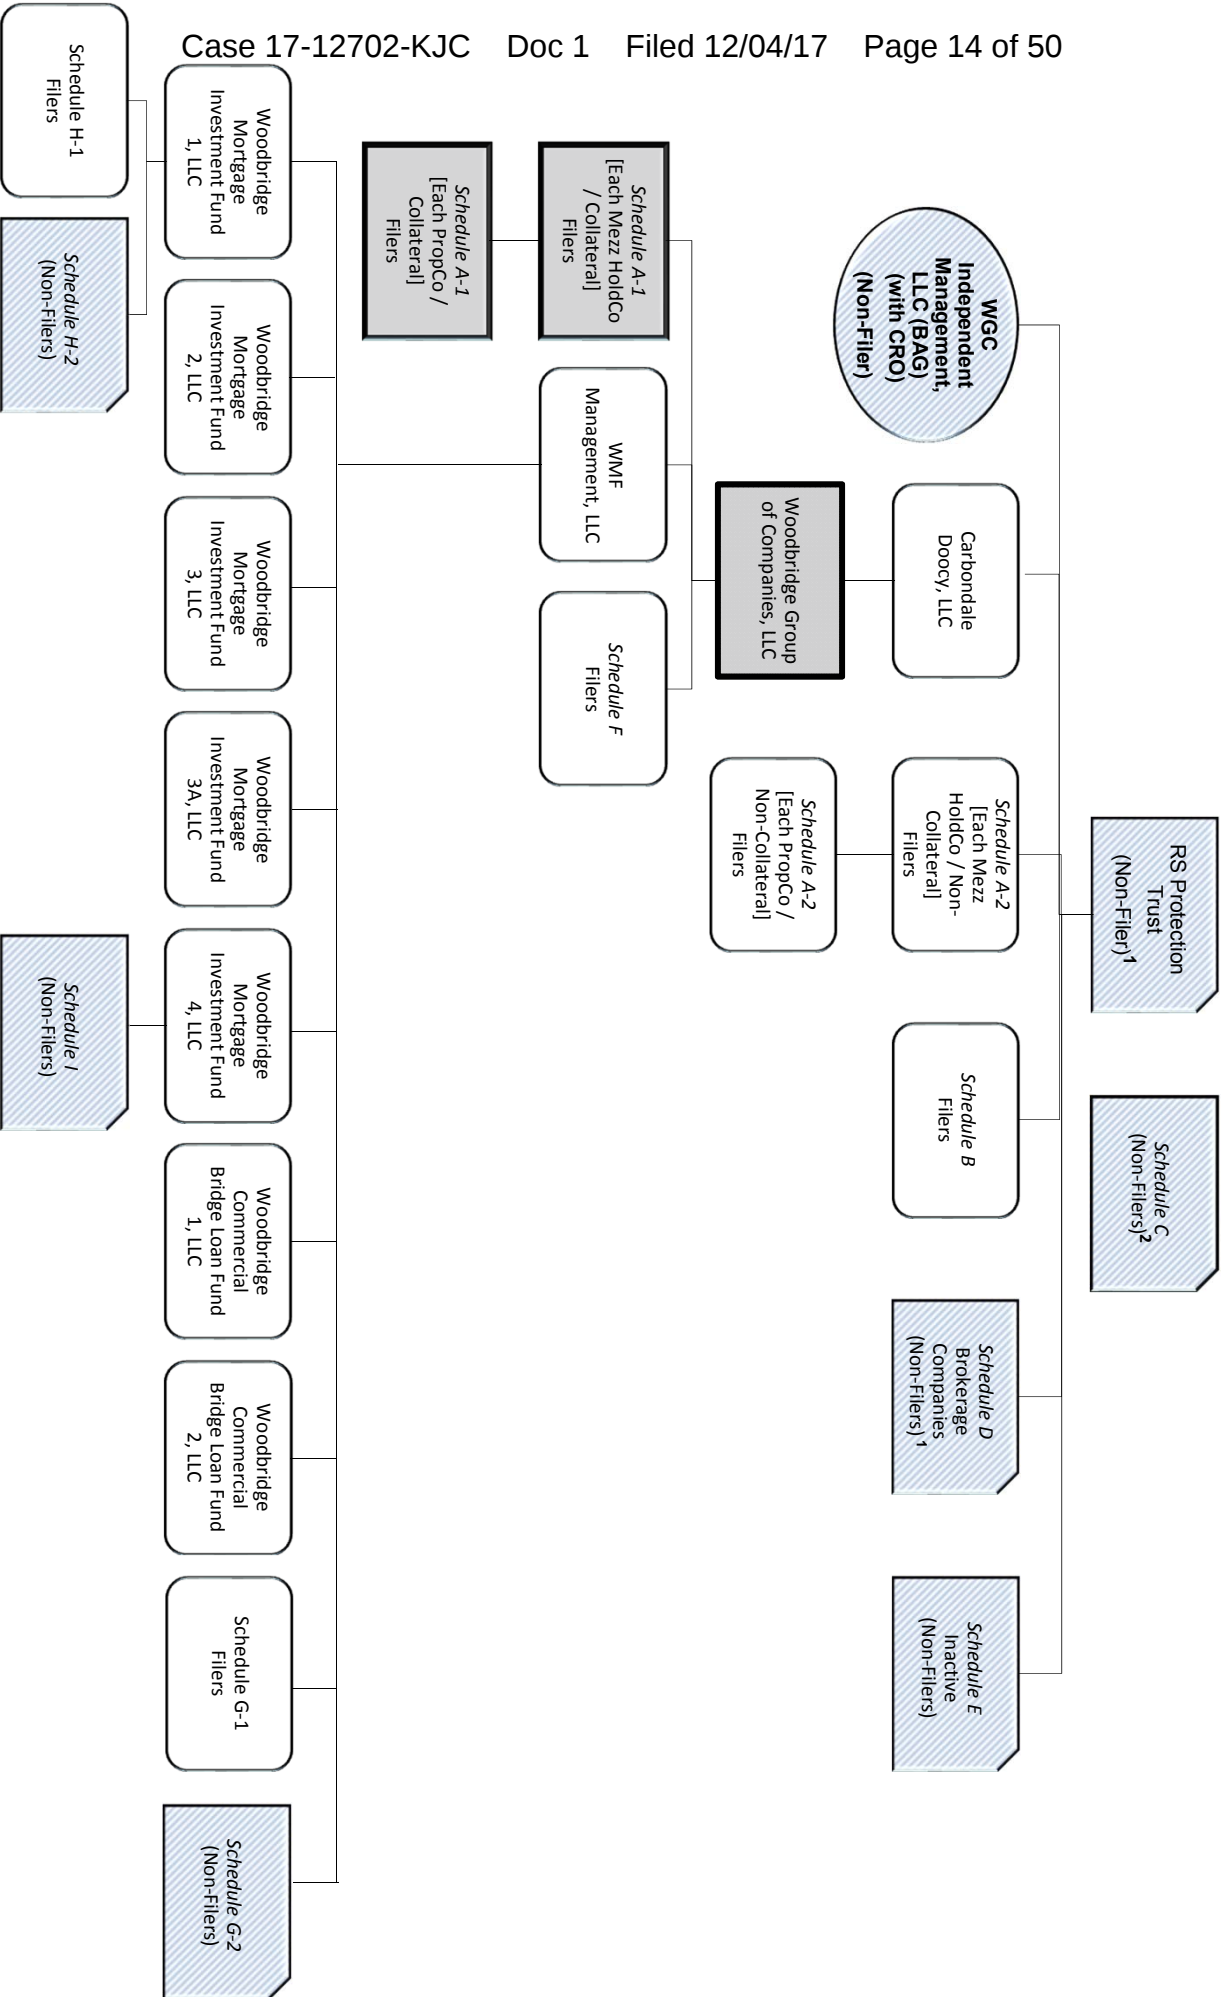 Case 17-12702-KJC Doc 1 Filed 12/04/17 Page 14 of 50
RS Protection
Trust
(Non-Filer)1
Schedule C
(Non-Filers)2
WGC
Independent
Management,
LLC (BAG)
(with CRO)
(Non-Filer)
Carbondale
Doocy, LLC
Schedule A-2
[Each Mezz
HoldCo / Non-
Collateral]
Filers
Schedule B
Filers
Schedule D
Brokerage
Companies
(Non-Filers) 1
Schedule E
Inactive
(Non-Filers)
Woodbridge Group
of Companies, LLC
Schedule A-2
[Each PropCo /
Non-Collateral]
Filers
Schedule A-1
[Each Mezz HoldCo
/ Collateral]
Filers
WMF
Management, LLC
Schedule F
Filers
Schedule A-1
[Each PropCo /
Collateral]
Filers
Woodbridge
Mortgage
Investment Fund
1, LLC
Woodbridge
Mortgage
Investment Fund
2, LLC
Woodbridge
Mortgage
Investment Fund
3, LLC
Woodbridge
Mortgage
Investment Fund
3A, LLC
Woodbridge
Mortgage
Investment Fund
4, LLC
Woodbridge
Commercial
Bridge Loan Fund
1, LLC
Woodbridge
Commercial
Bridge Loan Fund
2, LLC
Schedule G-1
Filers
Schedule G-2
(Non-Filers)
Schedule H-1
Filers
Schedule H-2
(Non-Filers)
Schedule I
(Non-Filers)